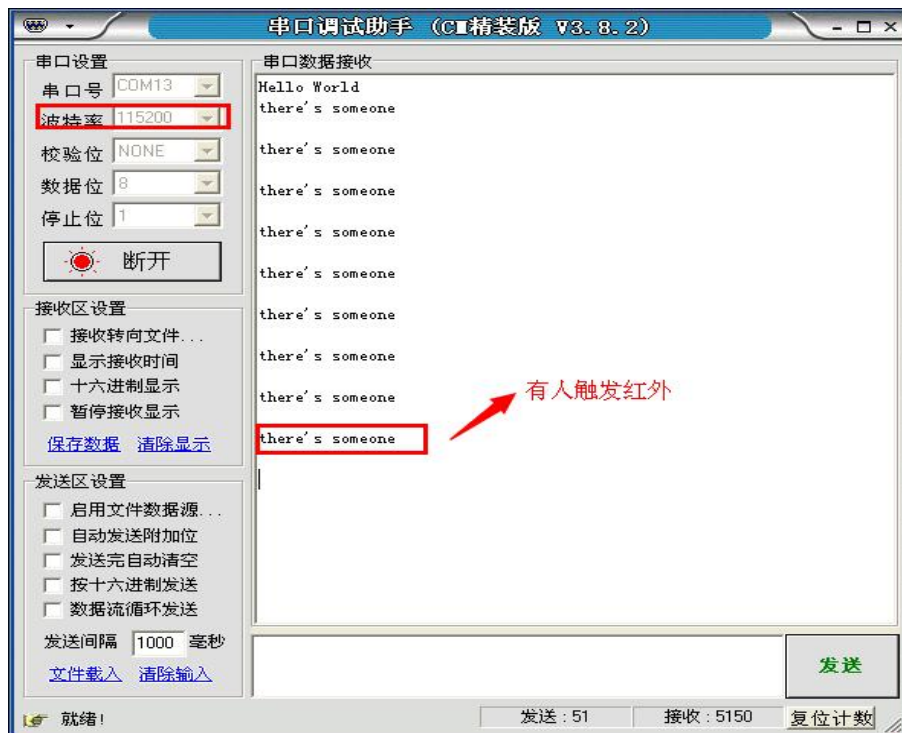 串口调试助手 (CM精装版 V3.8.2)
串口设置
串口号 COM13
波特率 115200
校验位 NONE
数据位 8
停止位 1
断开
接收区设置
接收转向文件...
显示接收时间
十六进制显示
暂停接收显示
保存数据 清除显示
发送区设置
启用文件数据源...
自动发送附加位
发送完自动清空
按十六进制发送
数据流循环发送
发送间隔 1000 毫秒
文件载入 清除输入
串口数据接收
Hello World
there's someone
there's someone
there's someone
there's someone
there's someone
there's someone
there's someone
there's someone
there's someone
有人触发红外
发送
就绪!
发送:51
接收:5150
复位计数